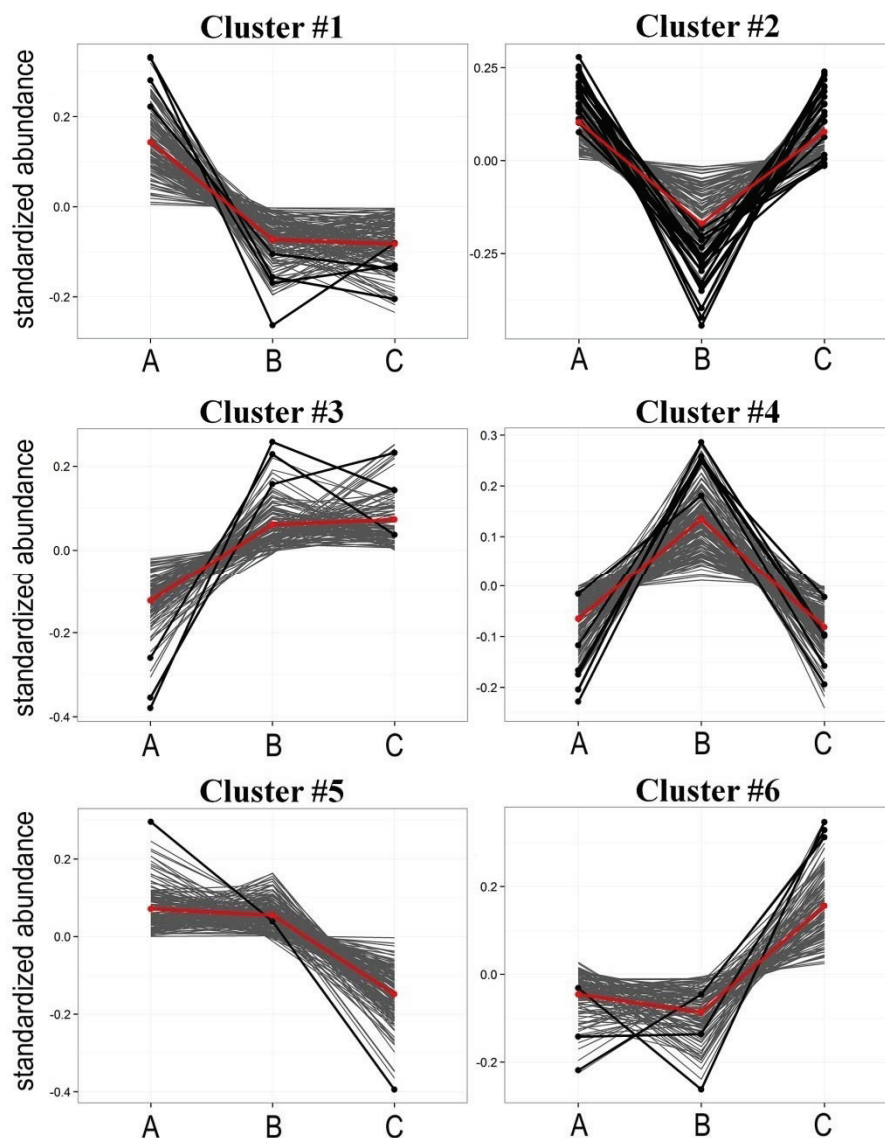 Cluster #1
standardized abundance
0.2
0.0
-0.2
A B C
Cluster #2
0.25
0.00
-0.25
A B C
Cluster #3
standardized abundance
0.2
0.0
-0.2
-0.4
A B C
Cluster #4
0.3
0.2
0.1
0.0
-0.1
-0.2
A B C
Cluster #5
standardized abundance
0.2
0.0
-0.2
-0.4
A B C
Cluster #6
0.2
0.0
-0.2
A B C